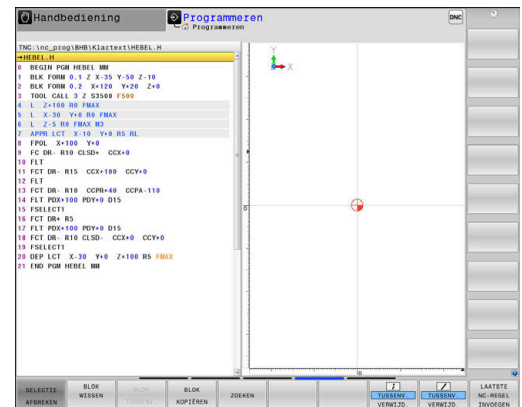 Handbediening
Programmeren
Programmeren
DNC
TNC:\nc_prog\BHB\Klartext\HEBEL.H
→HEBEL.H
0 BEGIN PGM HEBEL MM
1 BLK FORM 0.1 Z X-35 Y-50 Z-10
2 BLK FORM 0.2 X+120 Y+20 Z+0
3 TOOL CALL 3 Z S3500 F500
4 L Z+100 R0 FMAX
5 L X-30 Y+0 R0 FMAX
6 L Z-5 R0 FMAX M3
7 APPR LCT X-10 Y+0 R5 RL
8 FPOL X+100 Y+0
9 FC DR- R10 CLSD+ CCX+0
10 FLT
11 FCT DR- R15 CCX+100 CCY+0
12 FLT
13 FCT DR- R10 CCPR+40 CCPA-110
14 FLT PDX+100 PDY+0 D15
15 FSELECT1
16 FCT DR+ R5
17 FLT PDX+100 PDY+0 D15
18 FCT DR- R10 CLSD- CCX+0 CCY+0
19 FSELECT1
20 DEP LCT X-30 Y+0 Z+100 R5 FMAX
21 END PGM HEBEL MM
Y
X
0
0
SELECTIE
AFBREKEN
BLOK
WISSEN
BLOK
TUSSENV.
BLOK
KOPIËREN
ZOEKEN
TUSSENV.
VERWIJD.
TUSSENV.
VERWIJD.
LAATSTE
NC-REGEL
INVOEGEN